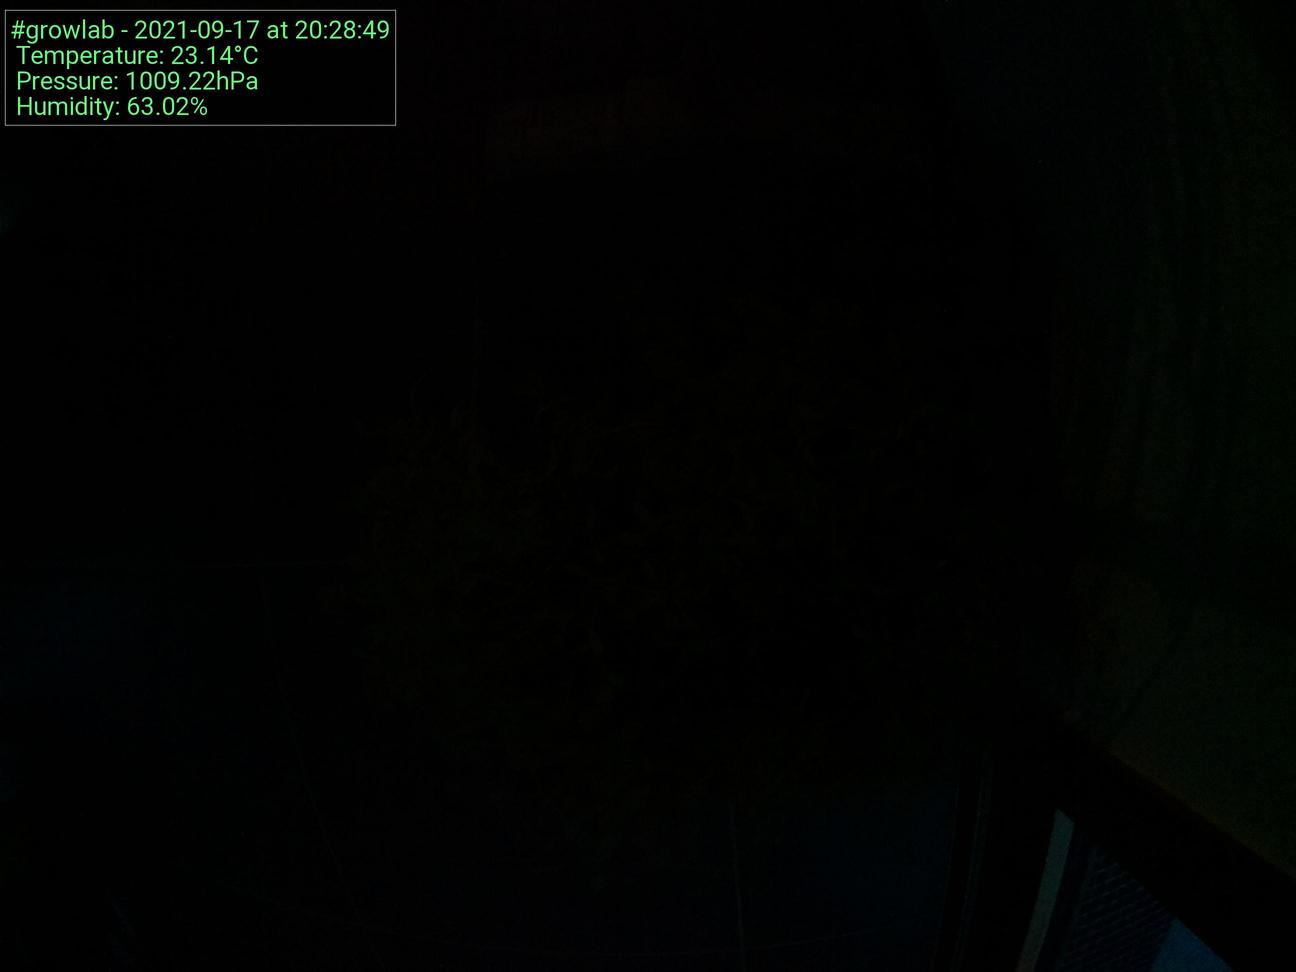 #growlab - 2021-09-17 at 20:28:49
Temperature: 23.14°C
Pressure: 1009.22hPa
Humidity: 63.02%